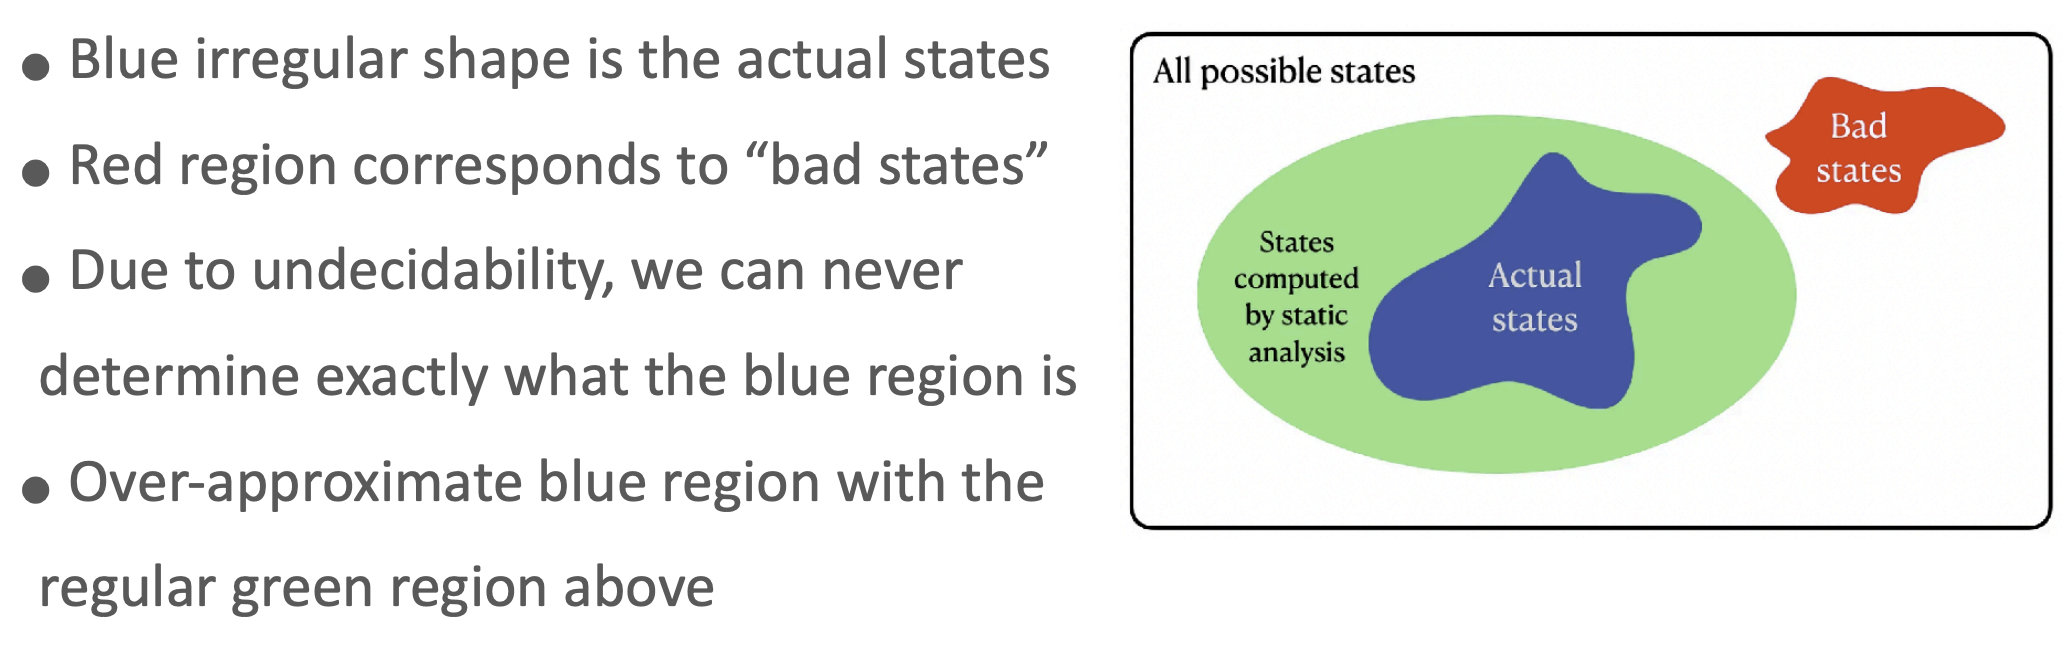 ● Blue irregular shape is the actual states
● Red region corresponds to “bad states”
● Due to undecidability, we can never
determine exactly what the blue region is
● Over-approximate blue region with the
regular green region above
All possible states
Bad
states
States
computed
by static
analysis
Actual
states